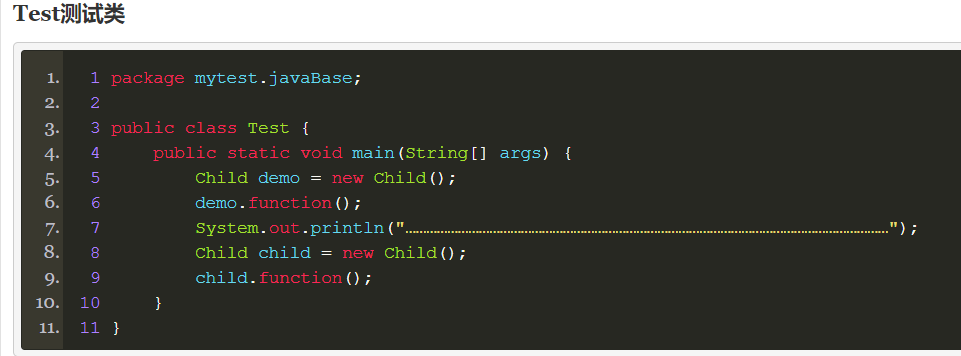 Test测试类
1. 1 package mytest.javaBase;
2. 2
3. 3 public class Test {
4. 4     public static void main(String[] args) {
5. 5         Child demo = new Child();
6. 6         demo.function();
7. 7         System.out.println("…………………………………………………………………………………………………………………………");
8. 8         Child child = new Child();
9. 9         child.function();
10. 10     }
11. 11 }